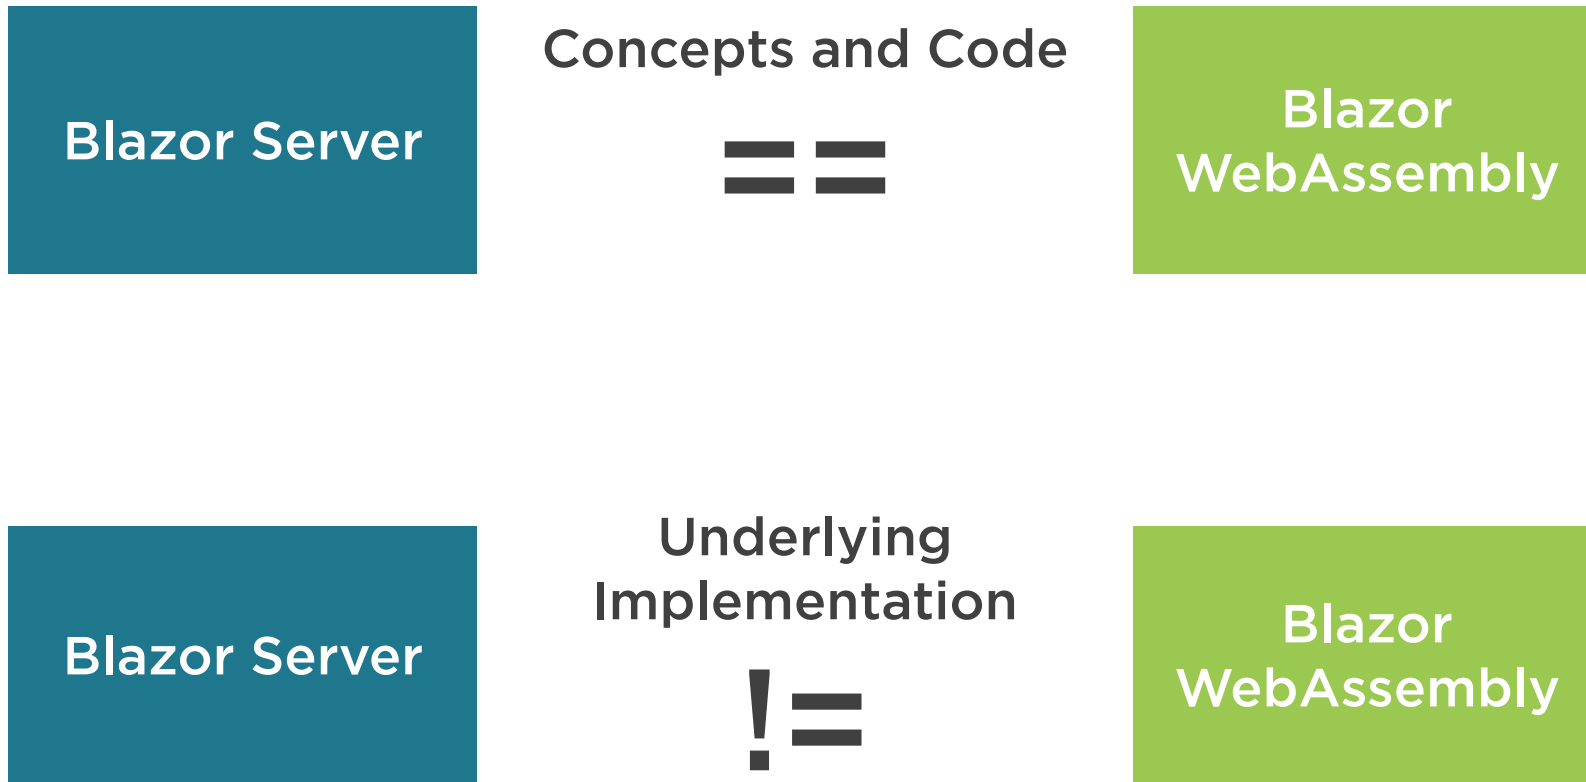 Concepts and Code
Blazor Server
==
Blazor
WebAssembly
Underlying
Implementation
Blazor Server
!=
Blazor
WebAssembly